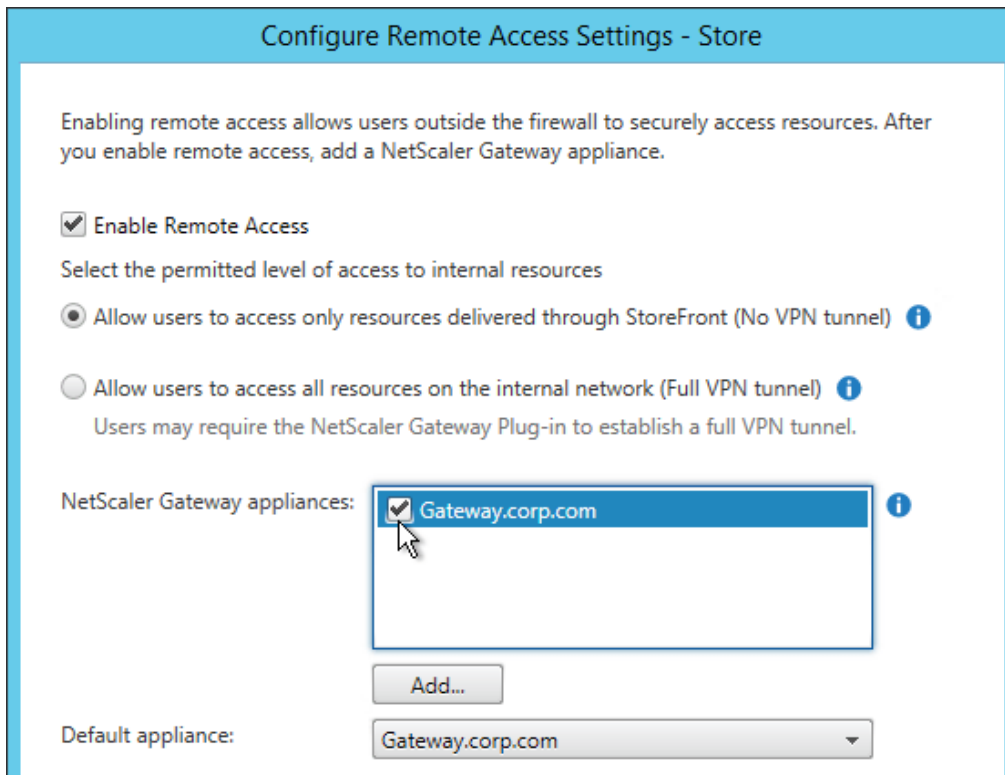 Configure Remote Access Settings - Store
Enabling remote access allows users outside the firewall to securely access resources. After
you enable remote access, add a NetScaler Gateway appliance.
Enable Remote Access
Select the permitted level of access to internal resources
Allow users to access only resources delivered through StoreFront (No VPN tunnel)
Allow users to access all resources on the internal network (Full VPN tunnel)
Users may require the NetScaler Gateway Plug-in to establish a full VPN tunnel.
NetScaler Gateway appliances:
Gateway.corp.com
Add...
Default appliance:
Gateway.corp.com